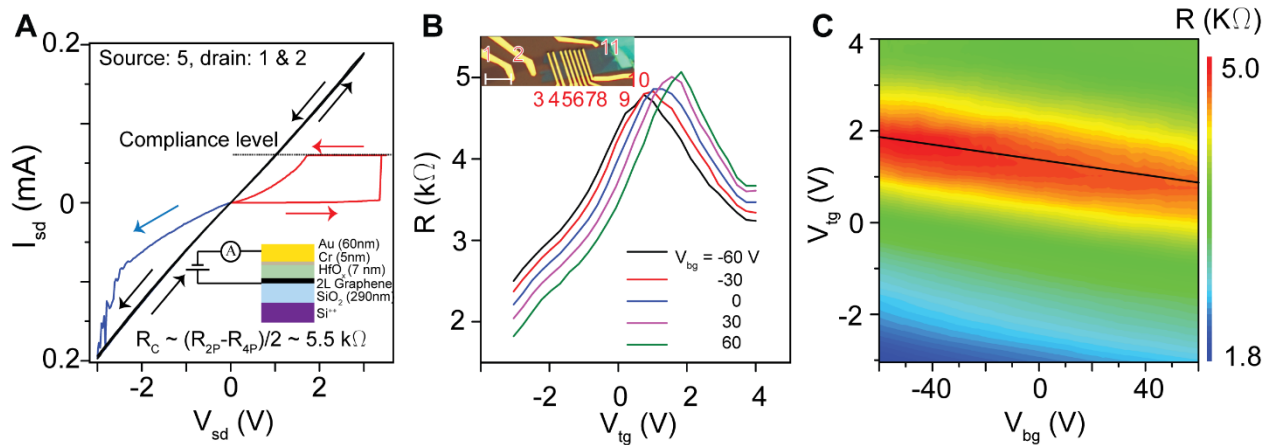 A
Source: 5, drain: 1 & 2
Compliance level
0.2
0
0.2
I_sd (mA)
A
Au (60nm)
Cr (5nm)
HfO_x (7 nm)
2L Graphene
SiO_2 (290nm)
Si^++
R_C ~ (R_2P-R_4P)/2 ~ 5.5 kΩ
-2 0 2
V_sd (V)
B
1 2 11
0
3 4 5 6 7 8 9
5
4
3
2
R (kΩ)
V_bg = -60 V
-30
0
30
60
-2 0 2 4
V_tg (V)
C
R (KΩ)
5.0
1.8
4
2
0
-2
V_tg (V)
-40 0 40
V_bg (V)